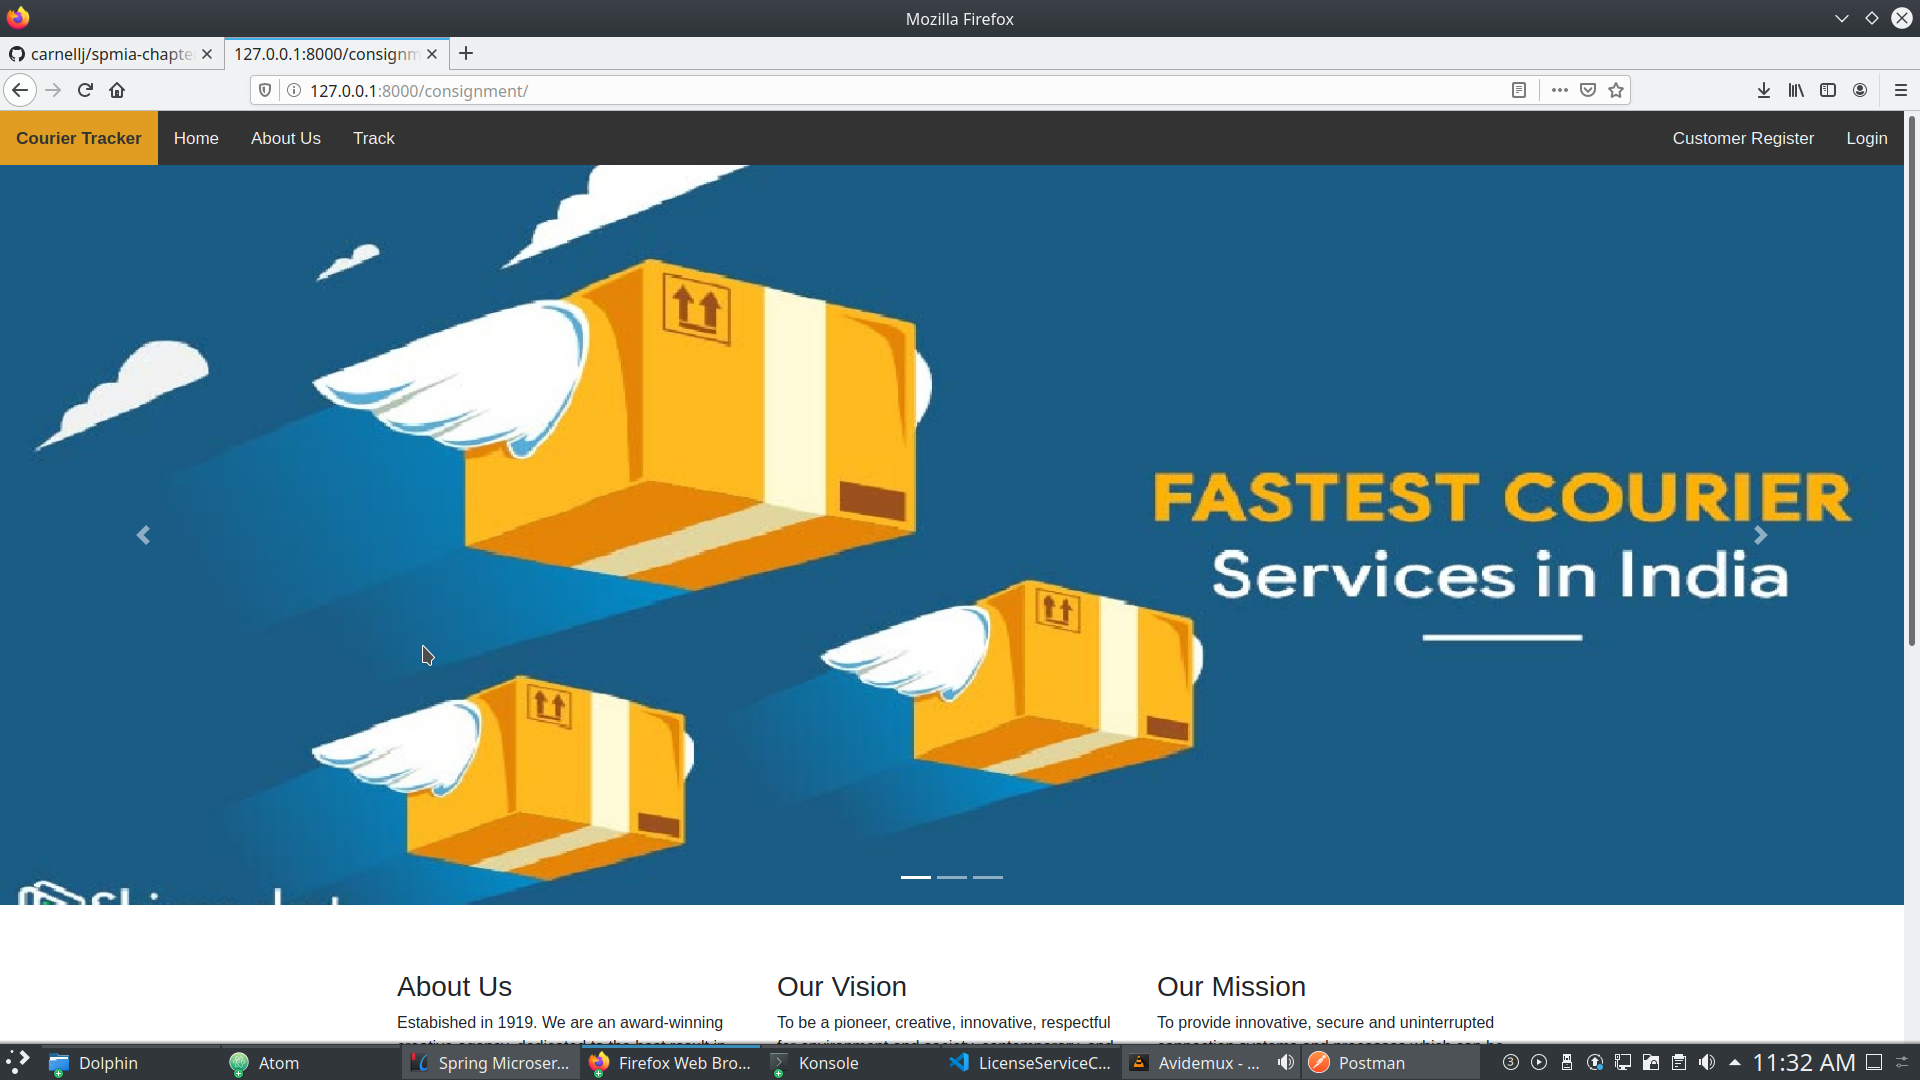 Mozilla Firefox
carnellj/spmia-chapte
127.0.0.1:8000/consignm
127.0.0.1:8000/consignment/
Courier Tracker Home About Us Track Customer Register Login
FASTEST COURIER
Services in India
About Us
Estabished in 1919. We are an award-winning
Our Vision
To be a pioneer, creative, innovative, respectful
Our Mission
To provide innovative, secure and uninterrupted
Dolphin Atom Spring Microser... Firefox Web Bro... Konsole LicenseServiceC... Avidemux - ... Postman 3 11:32 AM